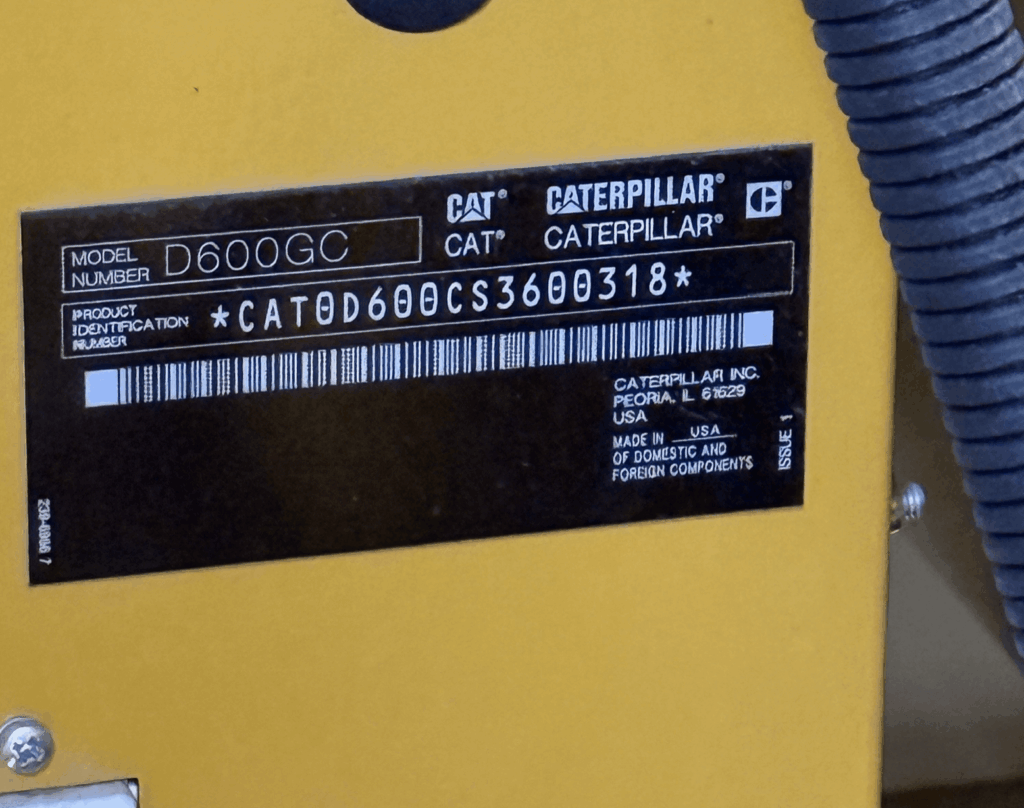 CAT® CATERPILLAR®
CAT® CATERPILLAR®
MODEL NUMBER D600GC
PRODUCT IDENTIFICATION NUMBER *CAT0D600CS3600318*
CATERPILLAR INC.
PEORIA, IL 61629
USA
MADE IN USA
OF DOMESTIC AND
FOREIGN COMPONENTS
ISSUE 1